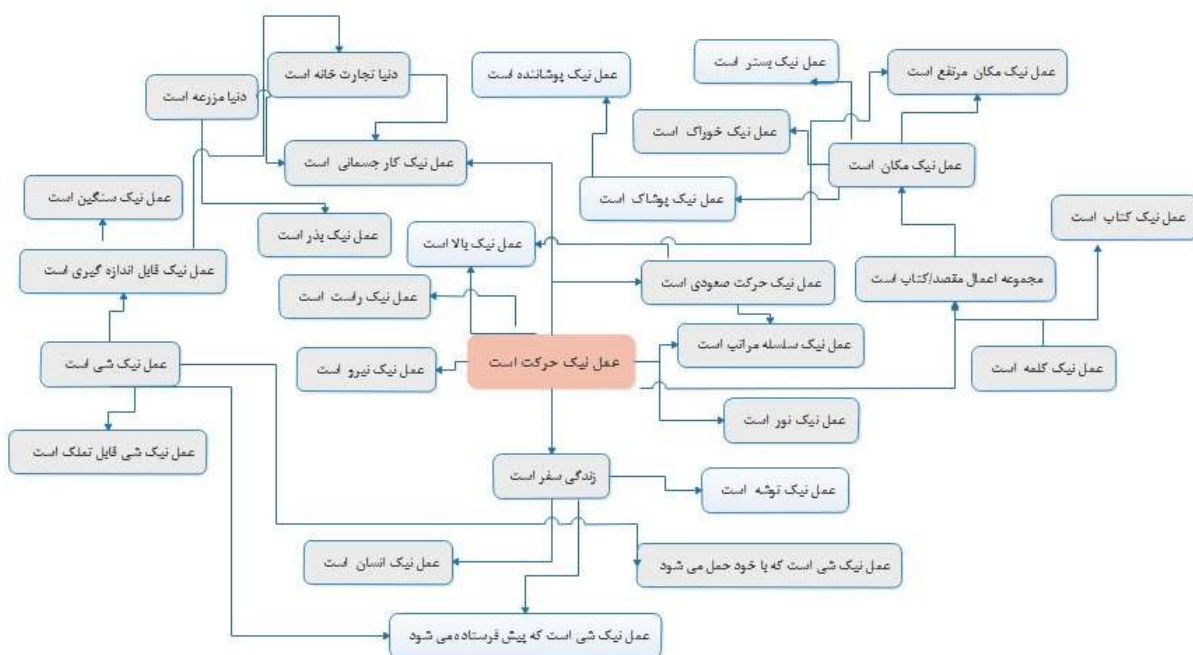 عمل نیک بستر است
عمل نیک مکان مرتفع است
عمل نیک پوشاننده است
دنیا تجارت خانه است
دنیا مزرعه است
عمل نیک خوراک است
عمل نیک مکان است
عمل نیک کار جسمانی است
عمل نیک پوشاک است
عمل نیک سنگین است
عمل نیک کتاب است
عمل نیک بذر است
عمل نیک بالا است
عمل نیک قابل اندازه گیری است
مجموعه اعمال مقصد/کتاب است
عمل نیک حرکت صعودی است
عمل نیک راست است
عمل نیک سلسله مراتب است
عمل نیک حرکت است
عمل نیک شی است
عمل نیک نیرو است
عمل نیک کلمه است
عمل نیک نور است
عمل نیک شی قابل تملک است
زندگی سفر است
عمل نیک توشه است
عمل نیک انسان است
عمل نیک شی است که با خود حمل می شود
عمل نیک شی است که پیش فرستاده می شود